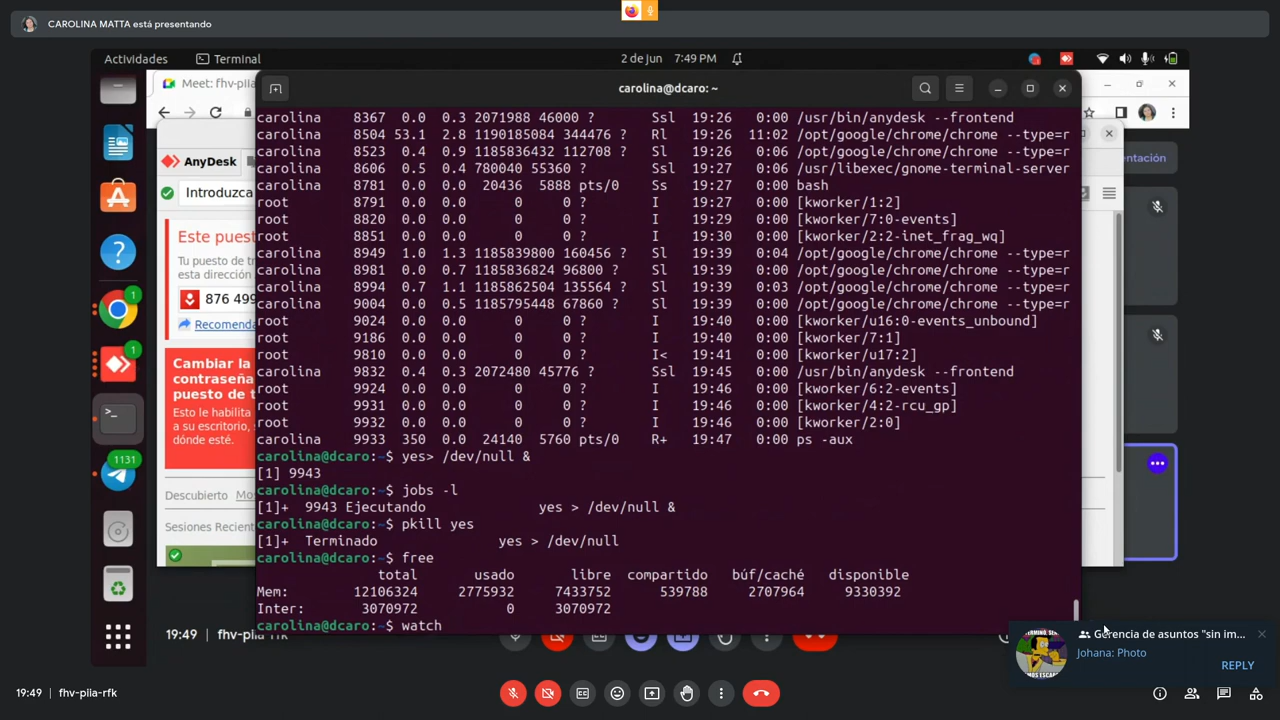 CAROLINA MATTA está presentando
Actividades
Terminal
2 de jun 7:49 PM
Meet: fhv-piia
carolina@dcaro: ~
AnyDesk
Introduzca
Este pues
Tu puesto de tr
esta dirección
876 499
Recomenda
Cambiar la
contraseña
puesto de t
Esto le habilita
a su escritorio,
dónde esté.
Descubierto
Sesiones Recien
carolina 8367 0.0 0.3 2071988 46000 ? Ssl 19:26 0:00 /usr/bin/anydesk --frontend
carolina 8504 53.1 2.8 1190185084 344476 ? Rl 19:26 11:02 /opt/google/chrome/chrome --type=r
carolina 8523 0.4 0.9 1185836432 112708 ? Sl 19:26 0:06 /opt/google/chrome/chrome --type=r
carolina 8606 0.3 0.4 780040 55360 ? Ssl 19:27 0:06 /usr/libexec/gnome-terminal-server
carolina 8781 0.0 0.0 20436 5888 pts/0 Ss 19:27 0:00 bash
root 8791 0.0 0.0 0 0 ? I 19:27 0:00 [kworker/1:2]
root 8820 0.0 0.0 0 0 ? I 19:29 0:00 [kworker/7:0-events]
root 8851 0.0 0.0 0 0 ? I 19:30 0:00 [kworker/2:2-inet_frag_wq]
carolina 8949 1.0 1.3 1185839800 160456 ? Sl 19:39 0:04 /opt/google/chrome/chrome --type=r
carolina 8981 0.0 0.7 1185836824 96800 ? Sl 19:39 0:00 /opt/google/chrome/chrome --type=r
carolina 8994 0.7 1.1 1185862504 135564 ? Sl 19:39 0:03 /opt/google/chrome/chrome --type=r
carolina 9004 0.0 0.5 1185795448 67860 ? Sl 19:39 0:00 /opt/google/chrome/chrome --type=r
root 9024 0.0 0.0 0 0 ? I 19:40 0:00 [kworker/u16:0-events_unbound]
root 9186 0.0 0.0 0 0 ? I 19:40 0:00 [kworker/7:1]
root 9810 0.0 0.0 0 0 ? I< 19:41 0:00 [kworker/u17:2]
carolina 9832 0.4 0.3 2072480 45776 ? Ssl 19:45 0:00 /usr/bin/anydesk --frontend
root 9924 0.0 0.0 0 0 ? I 19:46 0:00 [kworker/6:2-events]
root 9931 0.0 0.0 0 0 ? I 19:46 0:00 [kworker/4:2-rcu_gp]
root 9932 0.0 0.0 0 0 ? I 19:46 0:00 [kworker/2:0]
carolina 9933 350 0.0 24140 5760 pts/0 R+ 19:47 0:00 ps -aux
carolina@dcaro:~$ yes> /dev/null &
[1] 9943
carolina@dcaro:~$ jobs -l
[1]+ 9943 Ejecutando yes > /dev/null &
carolina@dcaro:~$ pkill yes
[1]+ Terminado yes > /dev/null
carolina@dcaro:~$ free
total usado libre compartido búf/caché disponible
Mem: 12106324 2775932 7433752 539788 2707964 9330392
Inter: 3070972 0 3070972
carolina@dcaro:~$ watch
entación
1
1
1131
19:49 fhv-piia-rfk
Gerencia de asuntos "sin im...
Johana: Photo
REPLY
19:49 fhv-piia-rfk